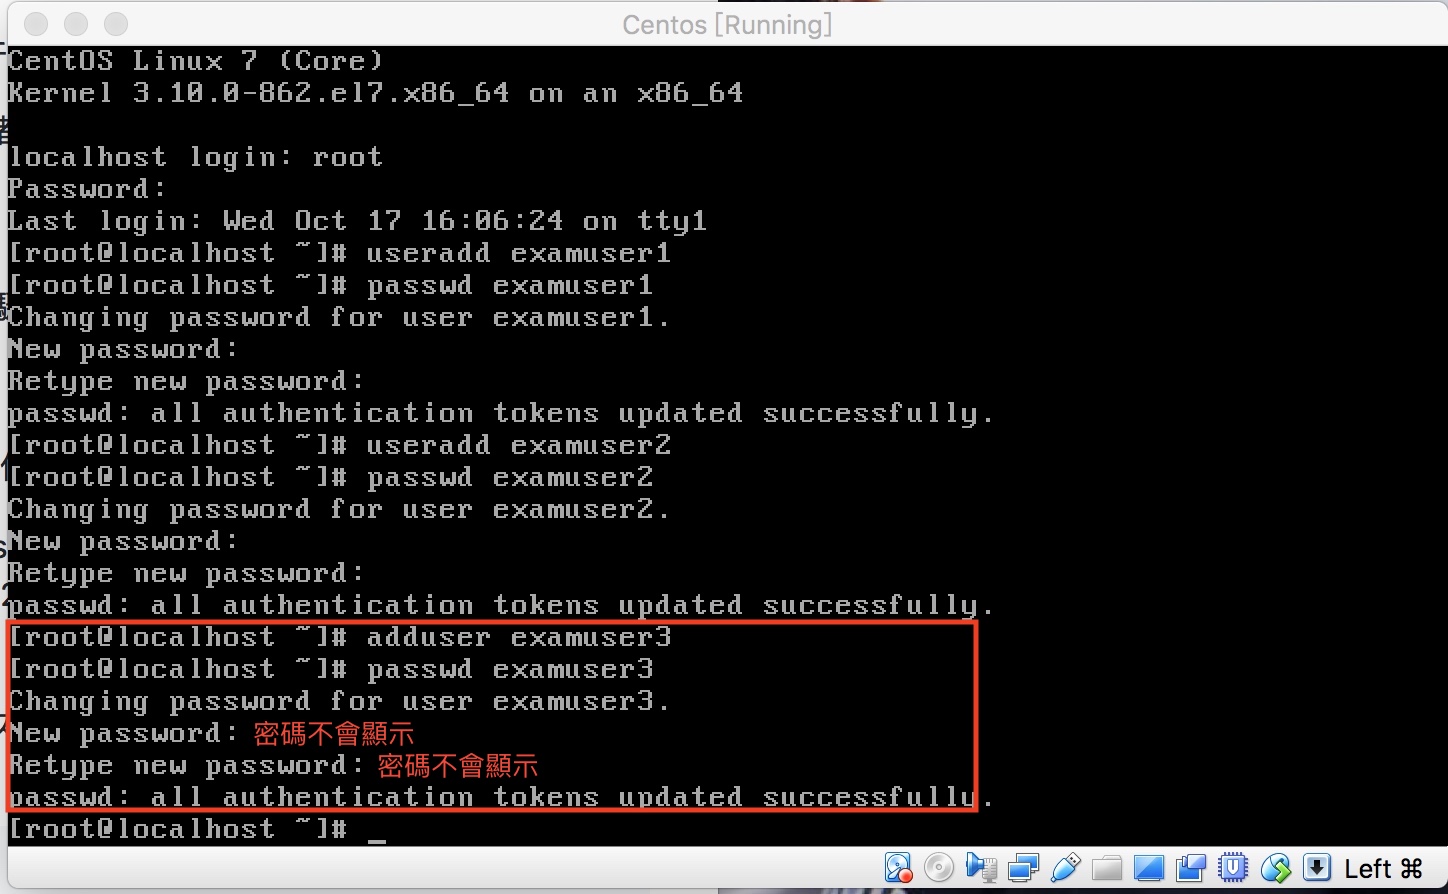 Centos [Running]
CentOS Linux 7 (Core)
Kernel 3.10.0-862.el7.x86_64 on an x86_64
localhost login: root
Password:
Last login: Wed Oct 17 16:06:24 on tty1
[root@localhost ~]# useradd examuser1
[root@localhost ~]# passwd examuser1
Changing password for user examuser1.
New password:
Retype new password:
passwd: all authentication tokens updated successfully.
[root@localhost ~]# useradd examuser2
[root@localhost ~]# passwd examuser2
Changing password for user examuser2.
New password:
Retype new password:
passwd: all authentication tokens updated successfully.
[root@localhost ~]# adduser examuser3
[root@localhost ~]# passwd examuser3
Changing password for user examuser3.
New password: 密碼不會顯示
Retype new password: 密碼不會顯示
passwd: all authentication tokens updated successfully.
[root@localhost ~]# _
Left ⌘